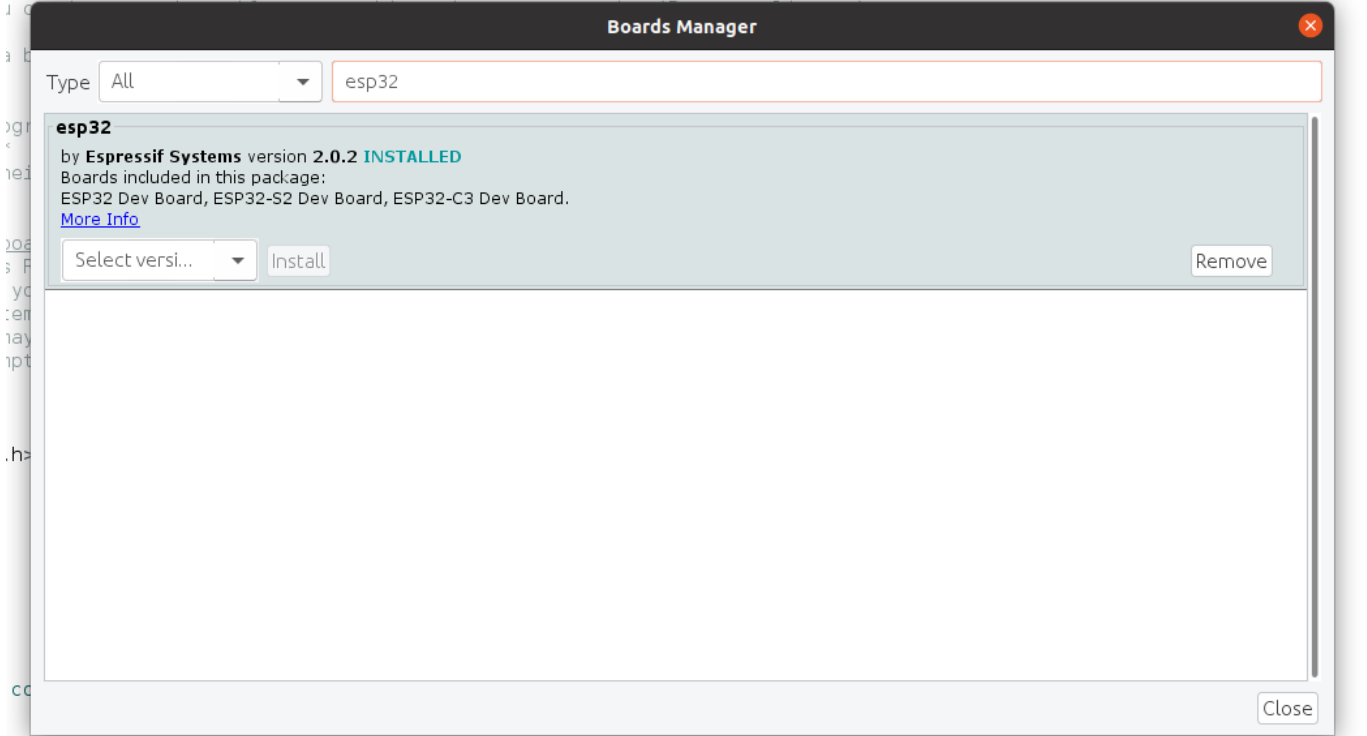 Boards Manager
Type All esp32
esp32
by Espressif Systems version 2.0.2 INSTALLED
Boards included in this package:
ESP32 Dev Board, ESP32-S2 Dev Board, ESP32-C3 Dev Board.
More Info
Select versi... Install Remove
.h>
Close